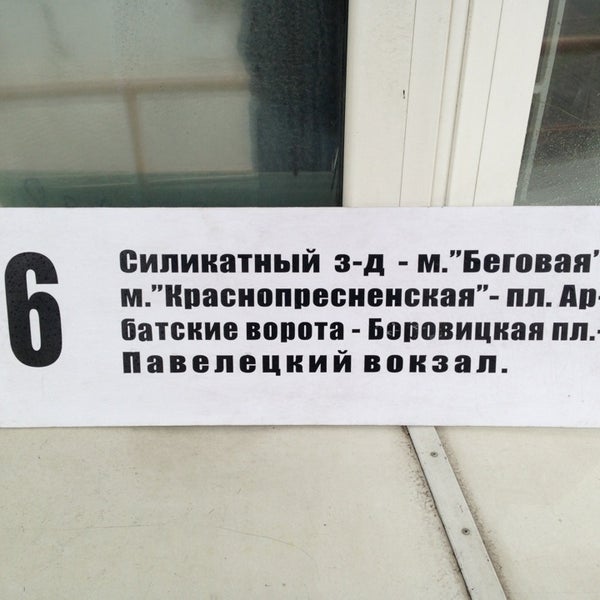 6
Силикатный з-д - м."Беговая"
м."Краснопресненская"- пл. Ар-
батские ворота - Боровицкая пл.-
Павелецкий вокзал.